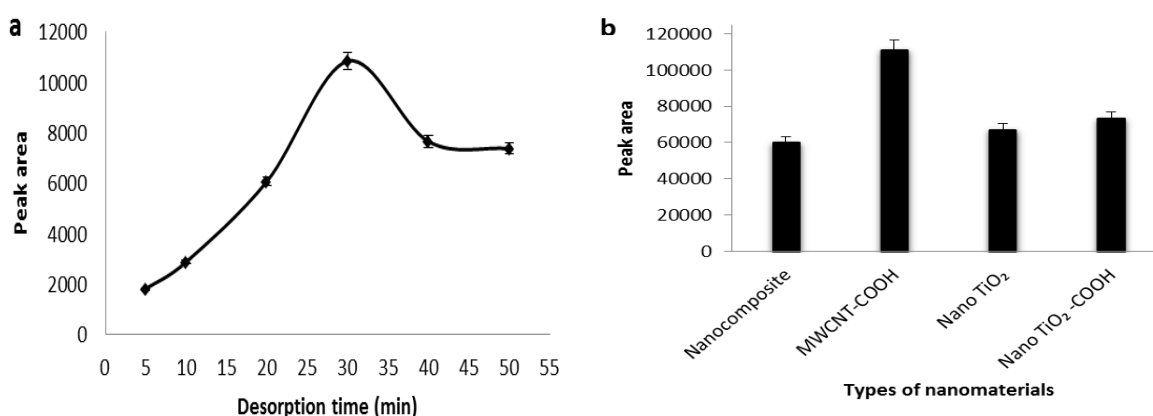 a
12000
10000
8000
6000
4000
2000
0
Peak area
0 5 10 15 20 25 30 35 40 45 50 55
Desorption time (min)
b
120000
100000
80000
60000
40000
20000
0
Peak area
Nanocomposite
MWCNT-COOH
Nano TiO₂
Nano TiO₂ -COOH
Types of nanomaterials